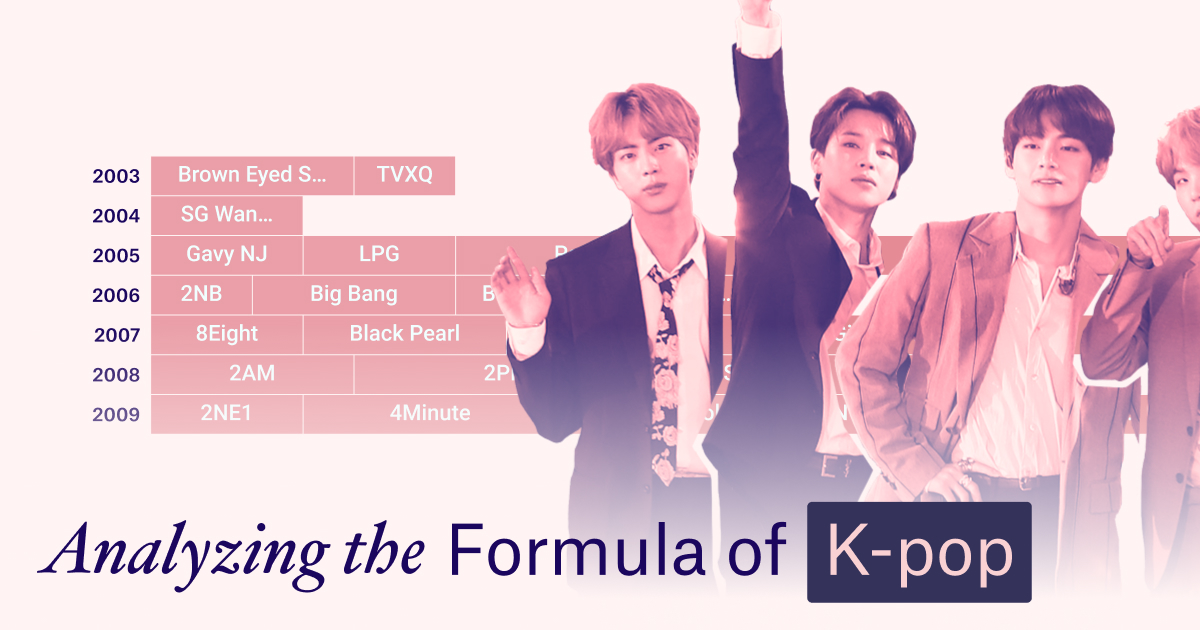 2003 Brown Eyed S... TVXQ
2004 SG Wan...
2005 Gavy NJ LPG
2006 2NB Big Bang
2007 8Eight Black Pearl
2008 2AM
2009 2NE1 4Minute
Analyzing the Formula of K-pop